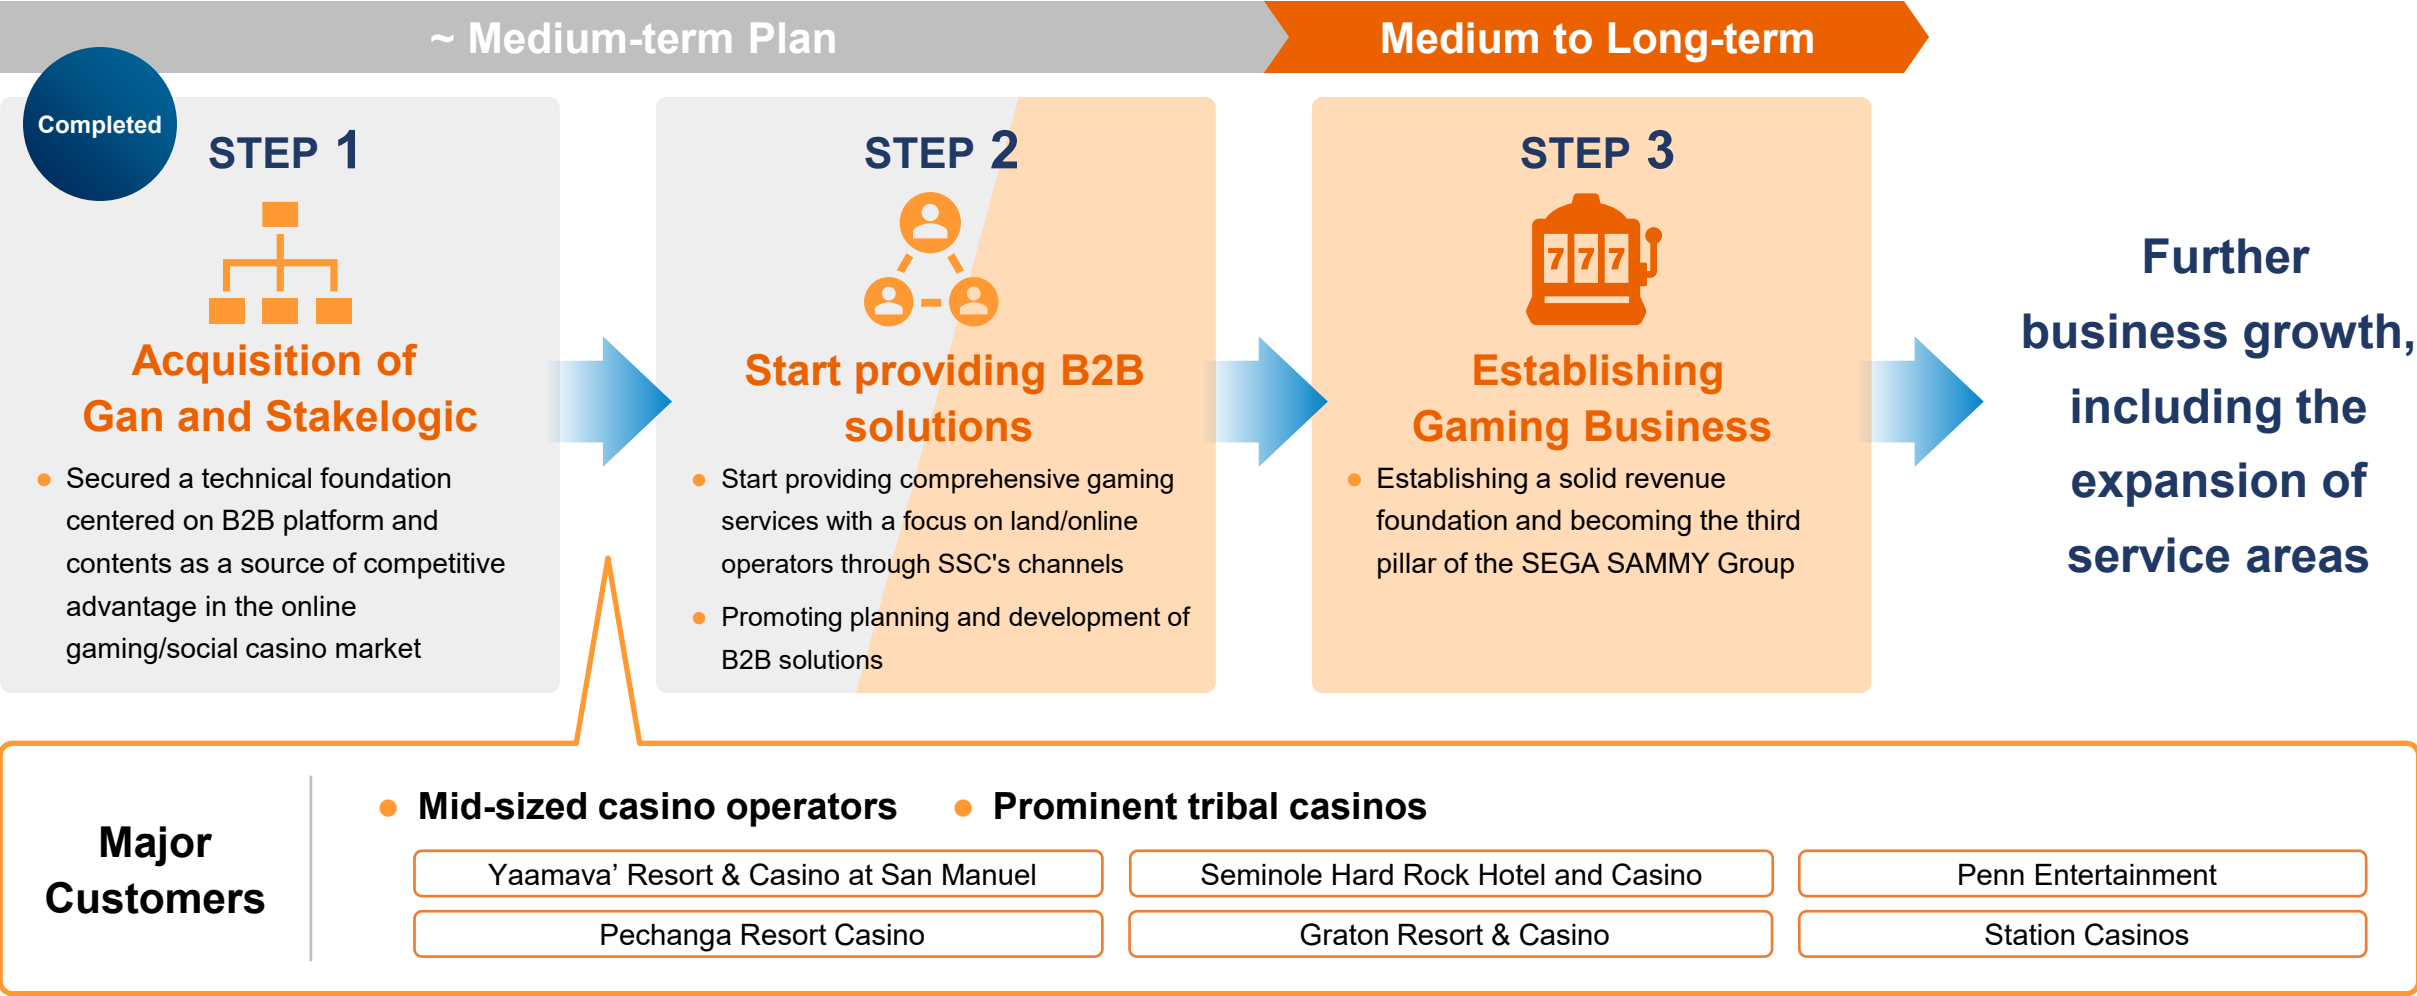 ~ Medium-term Plan
Medium to Long-term
Completed
STEP 1
Acquisition of
Gan and Stakelogic
● Secured a technical foundation
centered on B2B platform and
contents as a source of competitive
advantage in the online
gaming/social casino market
STEP 2
Start providing B2B
solutions
● Start providing comprehensive gaming
services with a focus on land/online
operators through SSC's channels
● Promoting planning and development of
B2B solutions
STEP 3
777
Establishing
Gaming Business
● Establishing a solid revenue
foundation and becoming the third
pillar of the SEGA SAMMY Group
Further
business growth,
including the
expansion of
service areas
Major
Customers
● Mid-sized casino operators
● Prominent tribal casinos
Yaamava’ Resort & Casino at San Manuel
Seminole Hard Rock Hotel and Casino
Penn Entertainment
Pechanga Resort Casino
Graton Resort & Casino
Station Casinos